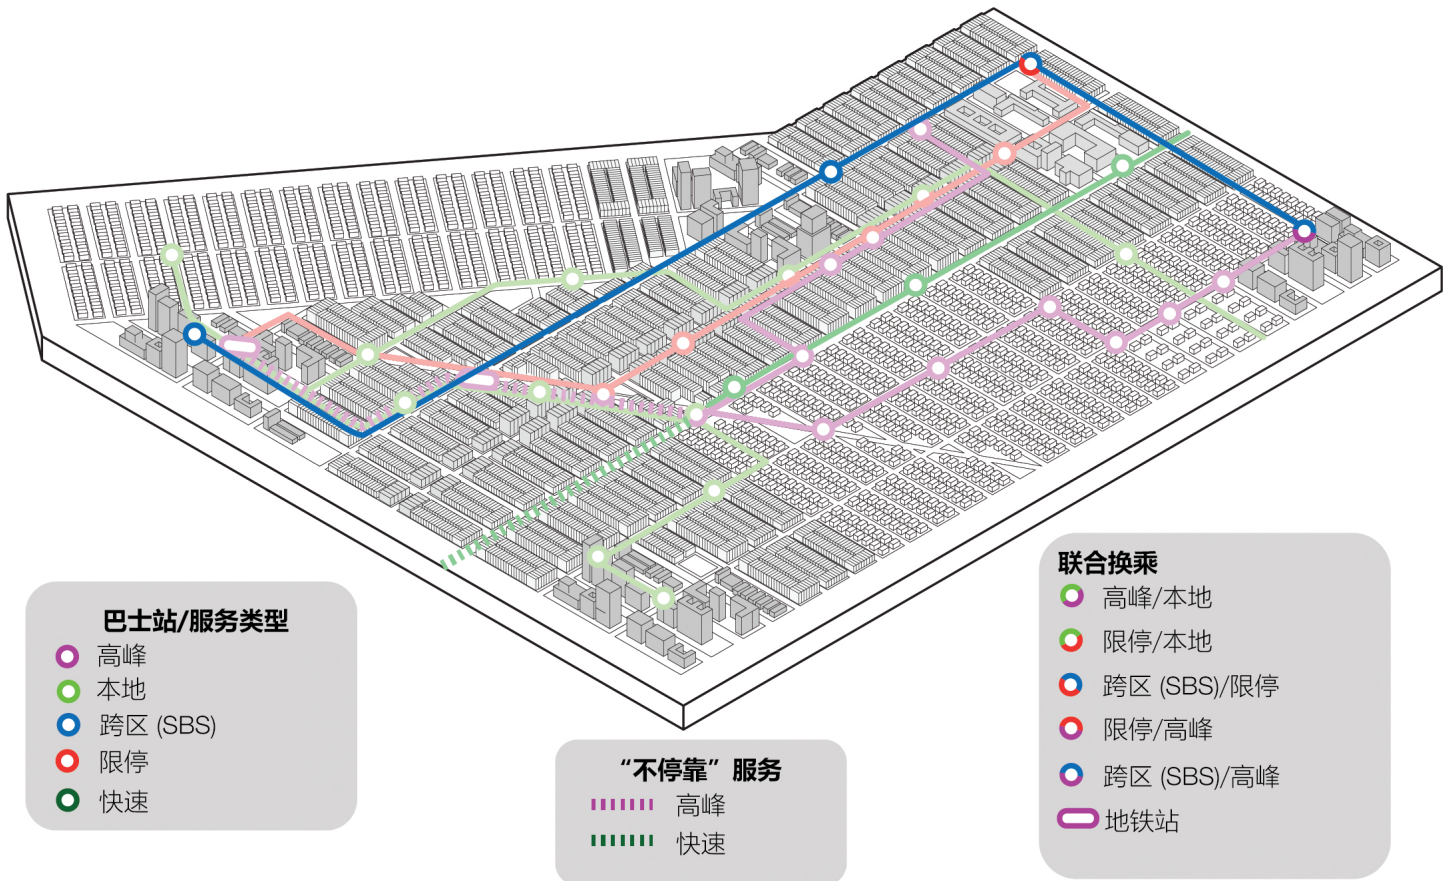 巴士站/服务类型
高峰
本地
跨区 (SBS)
限停
快速
“不停靠”服务
高峰
快速
联合换乘
高峰/本地
限停/本地
跨区 (SBS)/限停
限停/高峰
跨区 (SBS)/高峰
地铁站